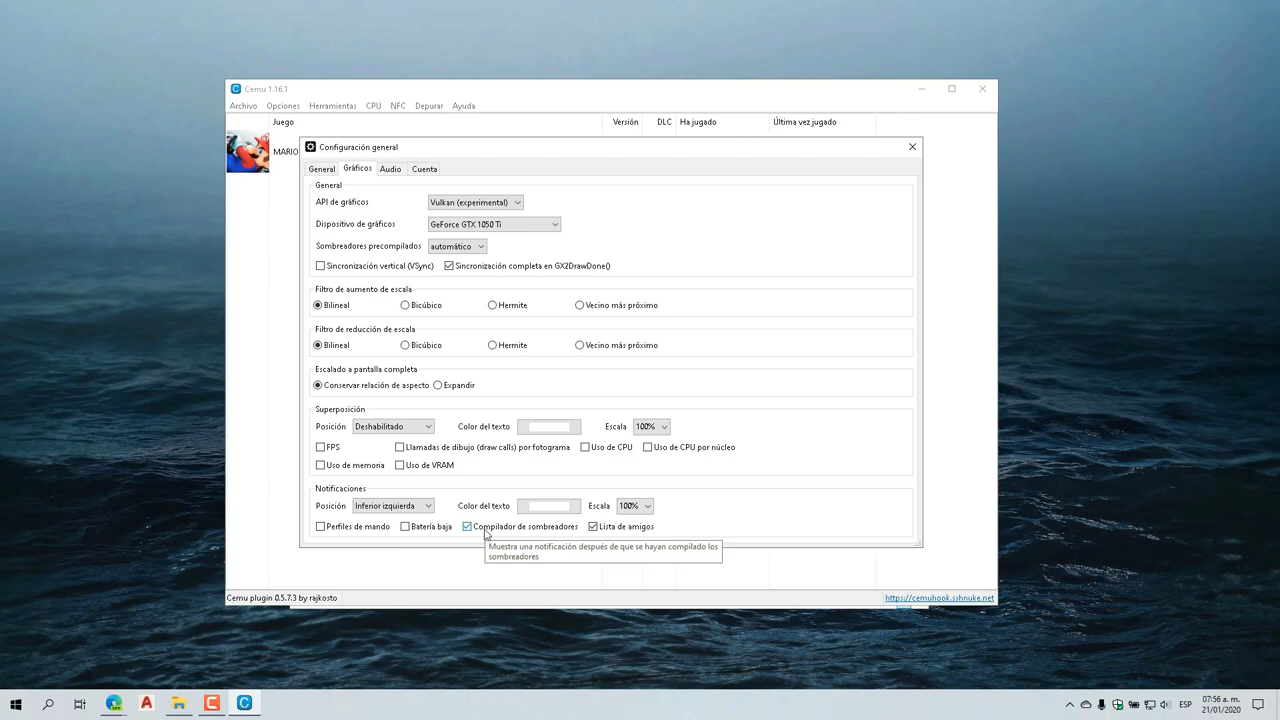 Cemu 1.16.1
Archivo Opciones Herramientas CPU NFC Depurar Ayuda
Juego Versión DLC Ha jugado Última vez jugado
MARIO
Configuración general
General Gráficos Audio Cuenta
General
API de gráficos Vulkan (experimental)
Dispositivo de gráficos GeForce GTX 1050 Ti
Sombreadores precompilados automático
Sincronización vertical (VSync) Sincronización completa en GX2DrawDone()
Filtro de aumento de escala
Bilineal Bicúbico Hermite Vecino más próximo
Filtro de reducción de escala
Bilineal Bicúbico Hermite Vecino más próximo
Escalado a pantalla completa
Conservar relación de aspecto Expandir
Superposición
Posición Deshabilitado Color del texto Escala 100%
FPS Llamadas de dibujo (draw calls) por fotograma Uso de CPU Uso de CPU por núcleo
Uso de memoria Uso de VRAM
Notificaciones
Posición Inferior izquierda Color del texto Escala 100%
Perfiles de mando Batería baja Compilador de sombreadores Lista de amigos
Muestra una notificación después de que se hayan compilado los
sombreadores
Cemu plugin 0.5.7.3 by rajkosto https://cemuhook.sshnuke.net
ESP 07:56 a. m.
21/01/2020